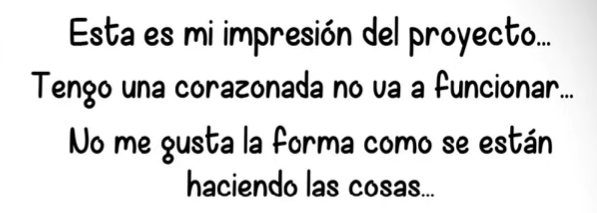 Esta es mi impresión del proyecto...
Tengo una corazonada no va a funcionar...
No me gusta la forma como se están
haciendo las cosas...